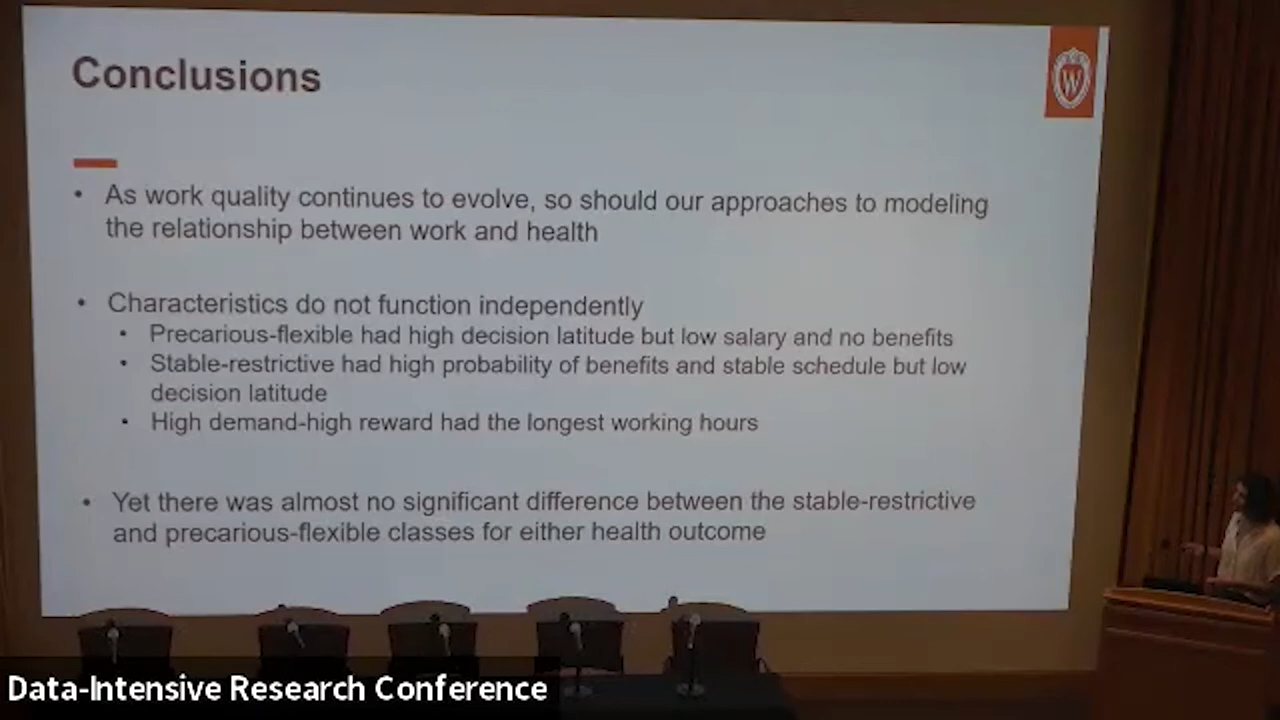 Conclusions
W
• As work quality continues to evolve, so should our approaches to modeling
the relationship between work and health
• Characteristics do not function independently
• Precarious-flexible had high decision latitude but low salary and no benefits
• Stable-restrictive had high probability of benefits and stable schedule but low
decision latitude
• High demand-high reward had the longest working hours
• Yet there was almost no significant difference between the stable-restrictive
and precarious-flexible classes for either health outcome
Data-Intensive Research Conference